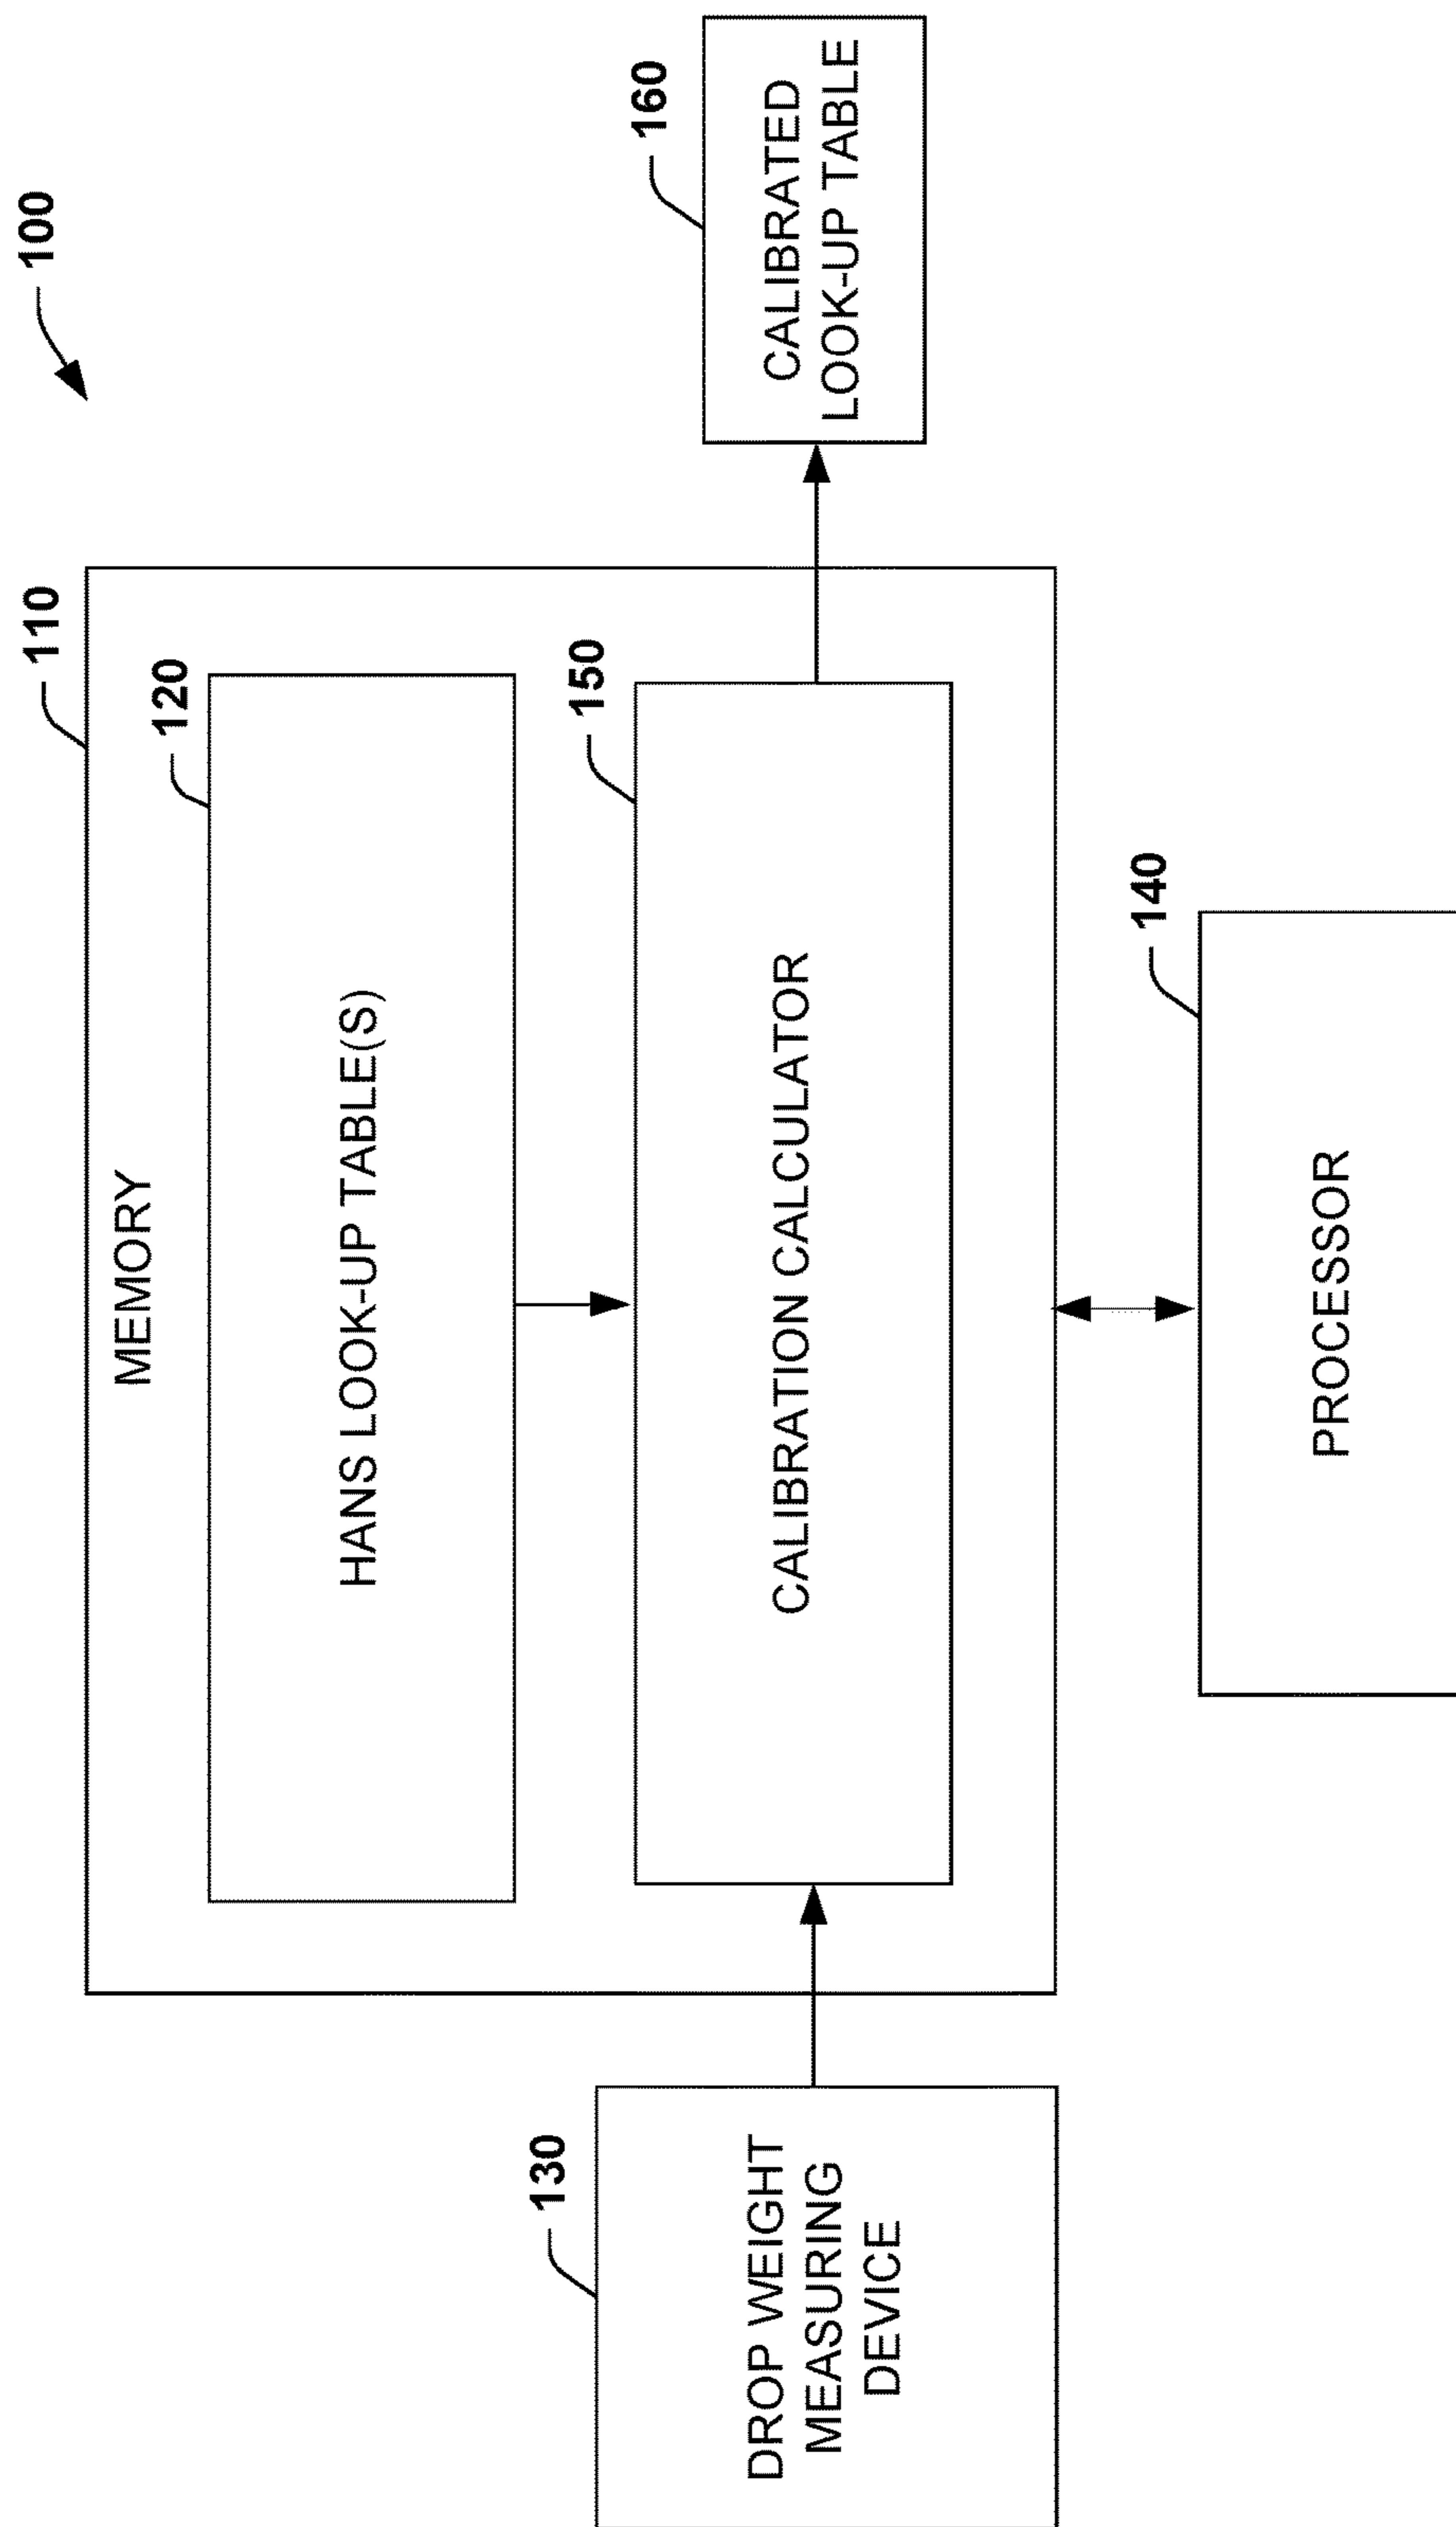 100
110
MEMORY
120
HANS LOOK-UP TABLE(S)
130
DROP WEIGHT
MEASURING
DEVICE
150
CALIBRATION CALCULATOR
160
CALIBRATED
LOOK-UP TABLE
140
PROCESSOR